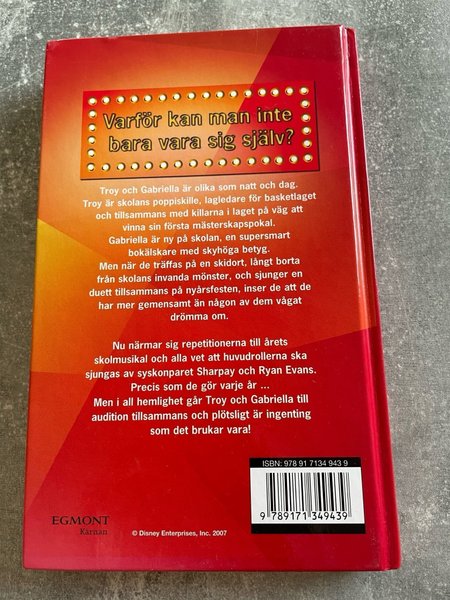 Varför kan man inte
bara vara sig själv?
Troy och Gabriella är olika som natt och dag.
Troy är skolans poppiskille, lagledare för basketlaget
och tillsammans med killarna i laget på väg att
vinna sin första mästerskapspokal.
Gabriella är ny på skolan, en supersmart
bokälskare med skyhöga betyg.
Men när de träffas på en skidort, långt borta
från skolans invanda mönster, och sjunger en
duett tillsammans på nyårsfesten, inser de att de
har mer gemensamt än någon av dem vågat
drömma om.
Nu närmar sig repetitionerna till årets
skolmusikal och alla vet att huvudrollerna ska
sjungas av syskonparet Sharpay och Ryan Evans.
Precis som de gör varje år ...
Men i all hemlighet går Troy och Gabriella till
audition tillsammans och plötsligt är ingenting
som det brukar vara!
ISBN: 978 91 7134 943 9
9 789171 349439
EGMONT
Kärnan
© Disney Enterprises, Inc. 2007